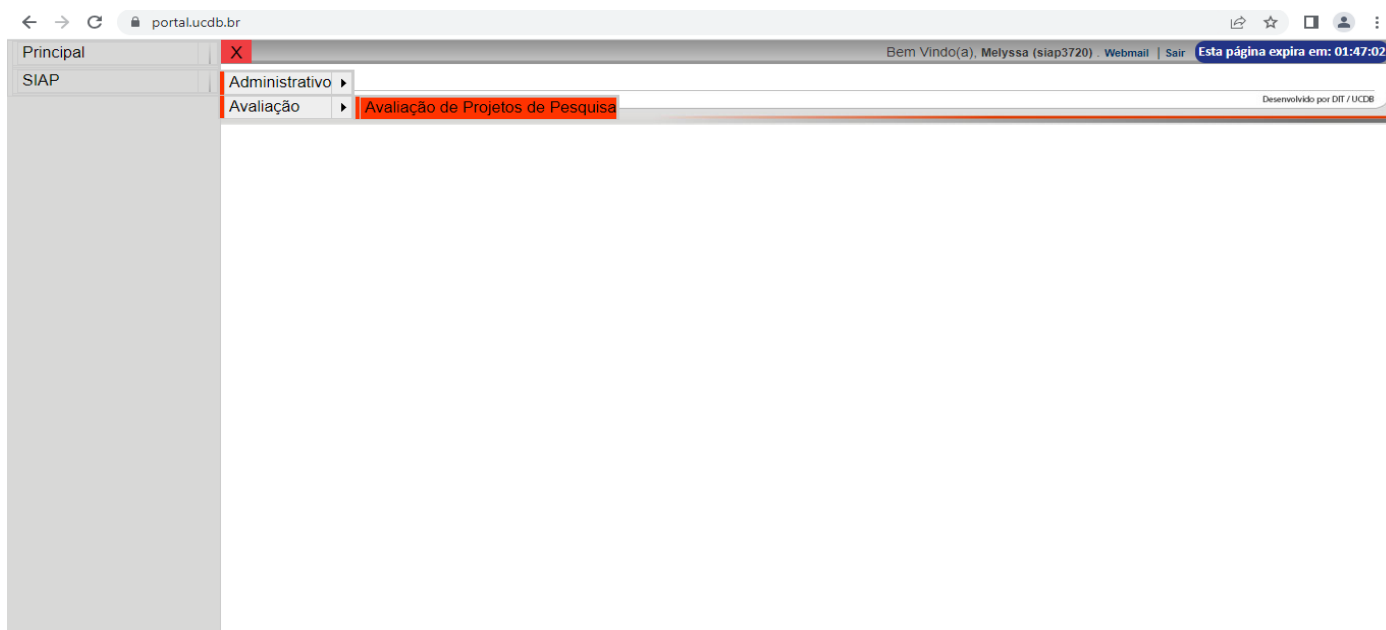 portal.ucdb.br
Principal
X
Bem Vindo(a), Melyssa (siap3720) . Webmail | Sair
Esta página expira em: 01:47:02
SIAP
Administrativo
Desenvolvido por DIT / UCDB
Avaliação
Avaliação de Projetos de Pesquisa